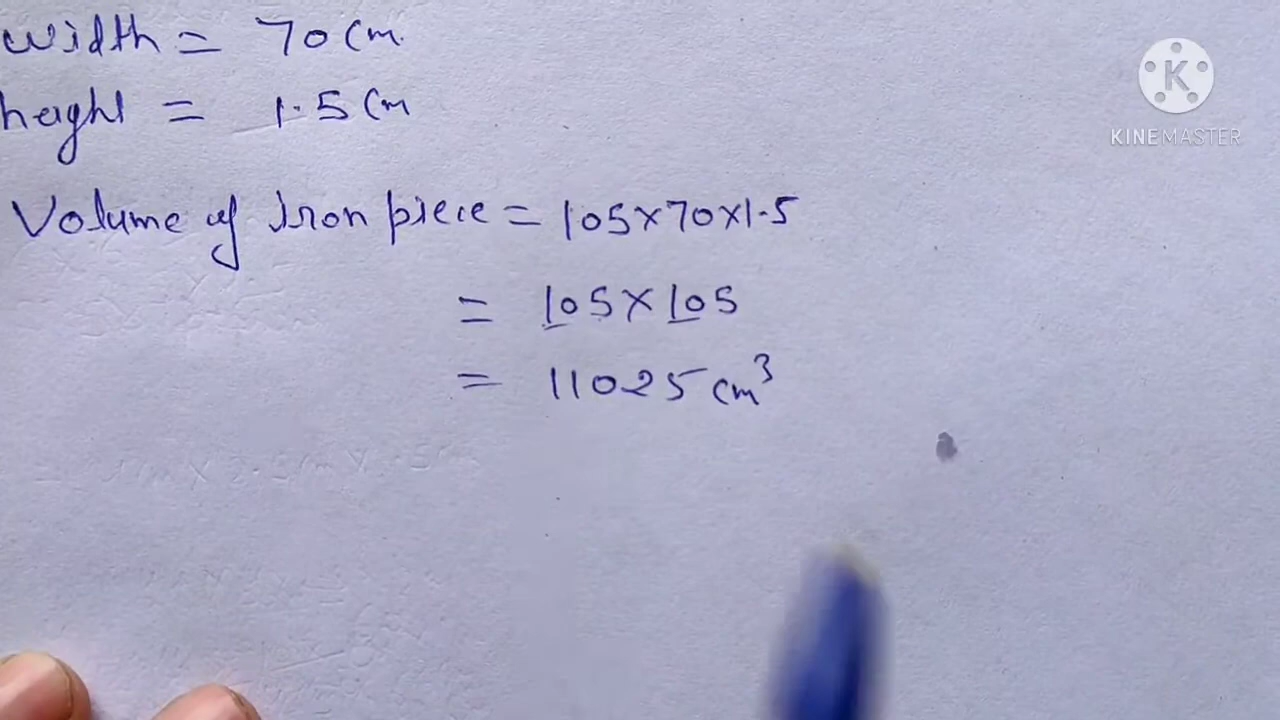 width = 70 cm
height = 1.5 cm
Volume of Iron piece = 105×70×1.5
= 105×105
= 11025 cm³
K
KINEMASTER